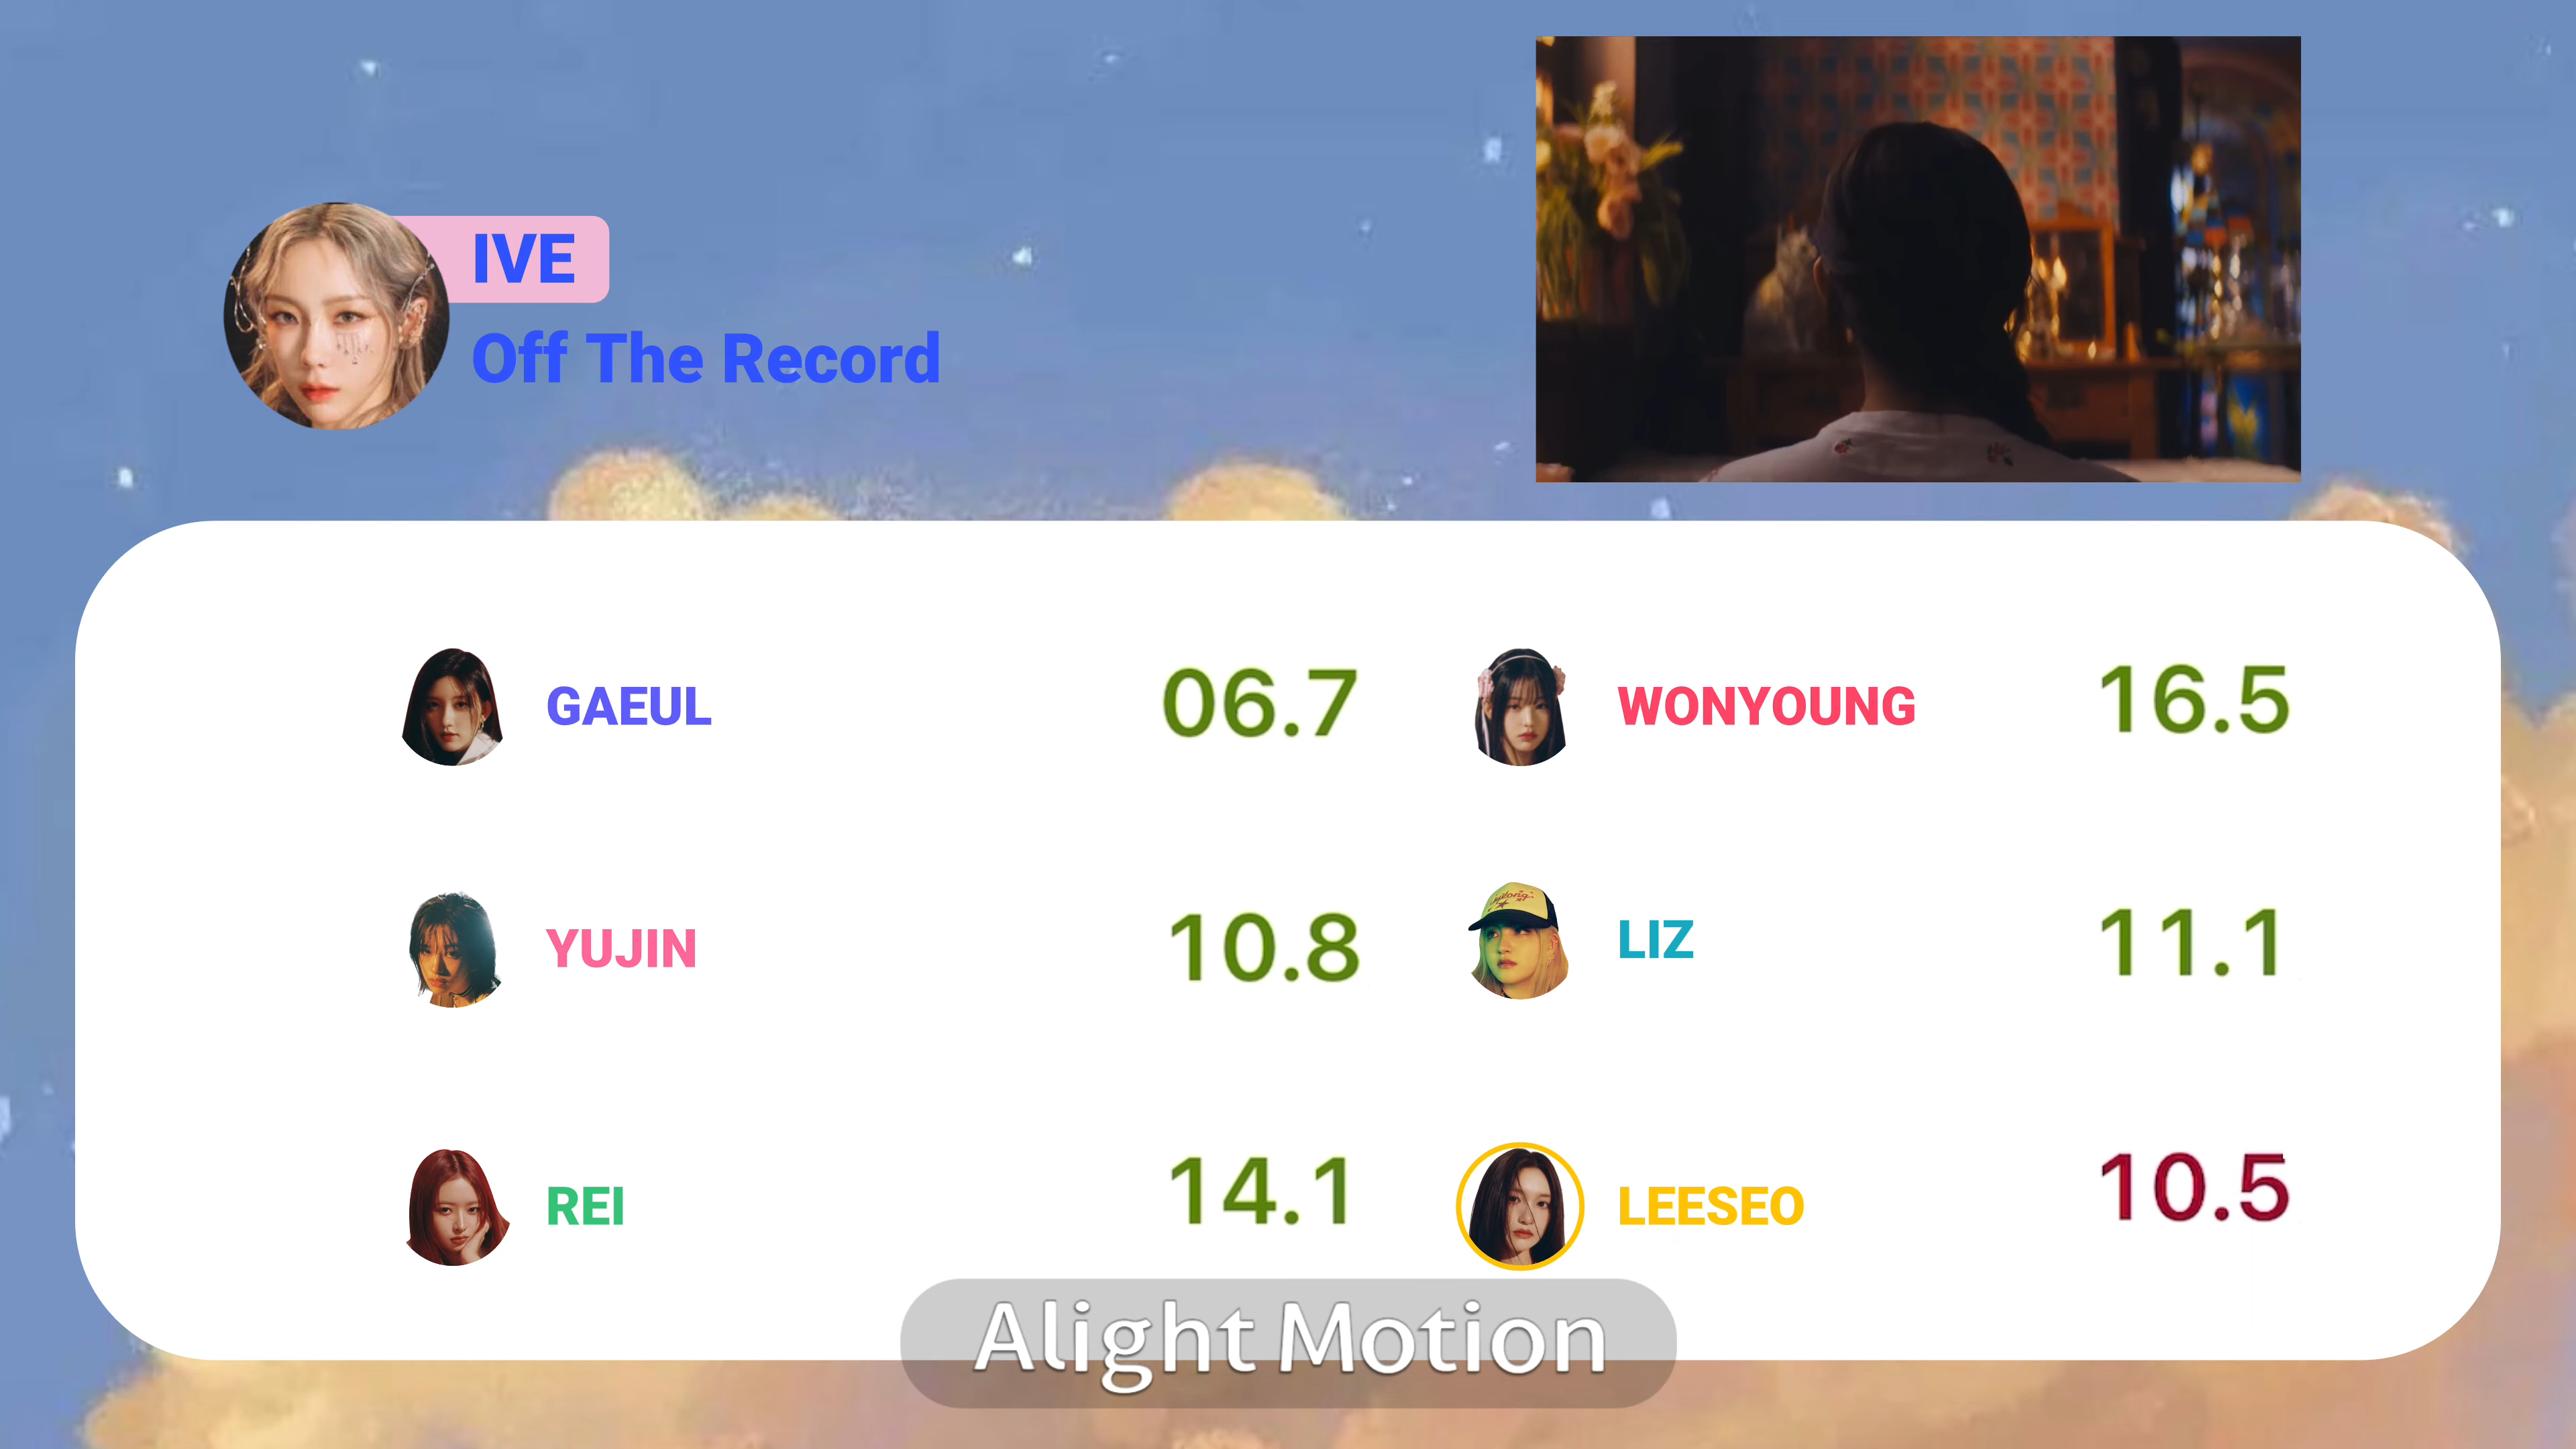 IVE
Off The Record
GAEUL 06.7
WONYOUNG 16.5
YUJIN 10.8
LIZ 11.1
REI 14.1
LEESEO 10.5
Alight Motion